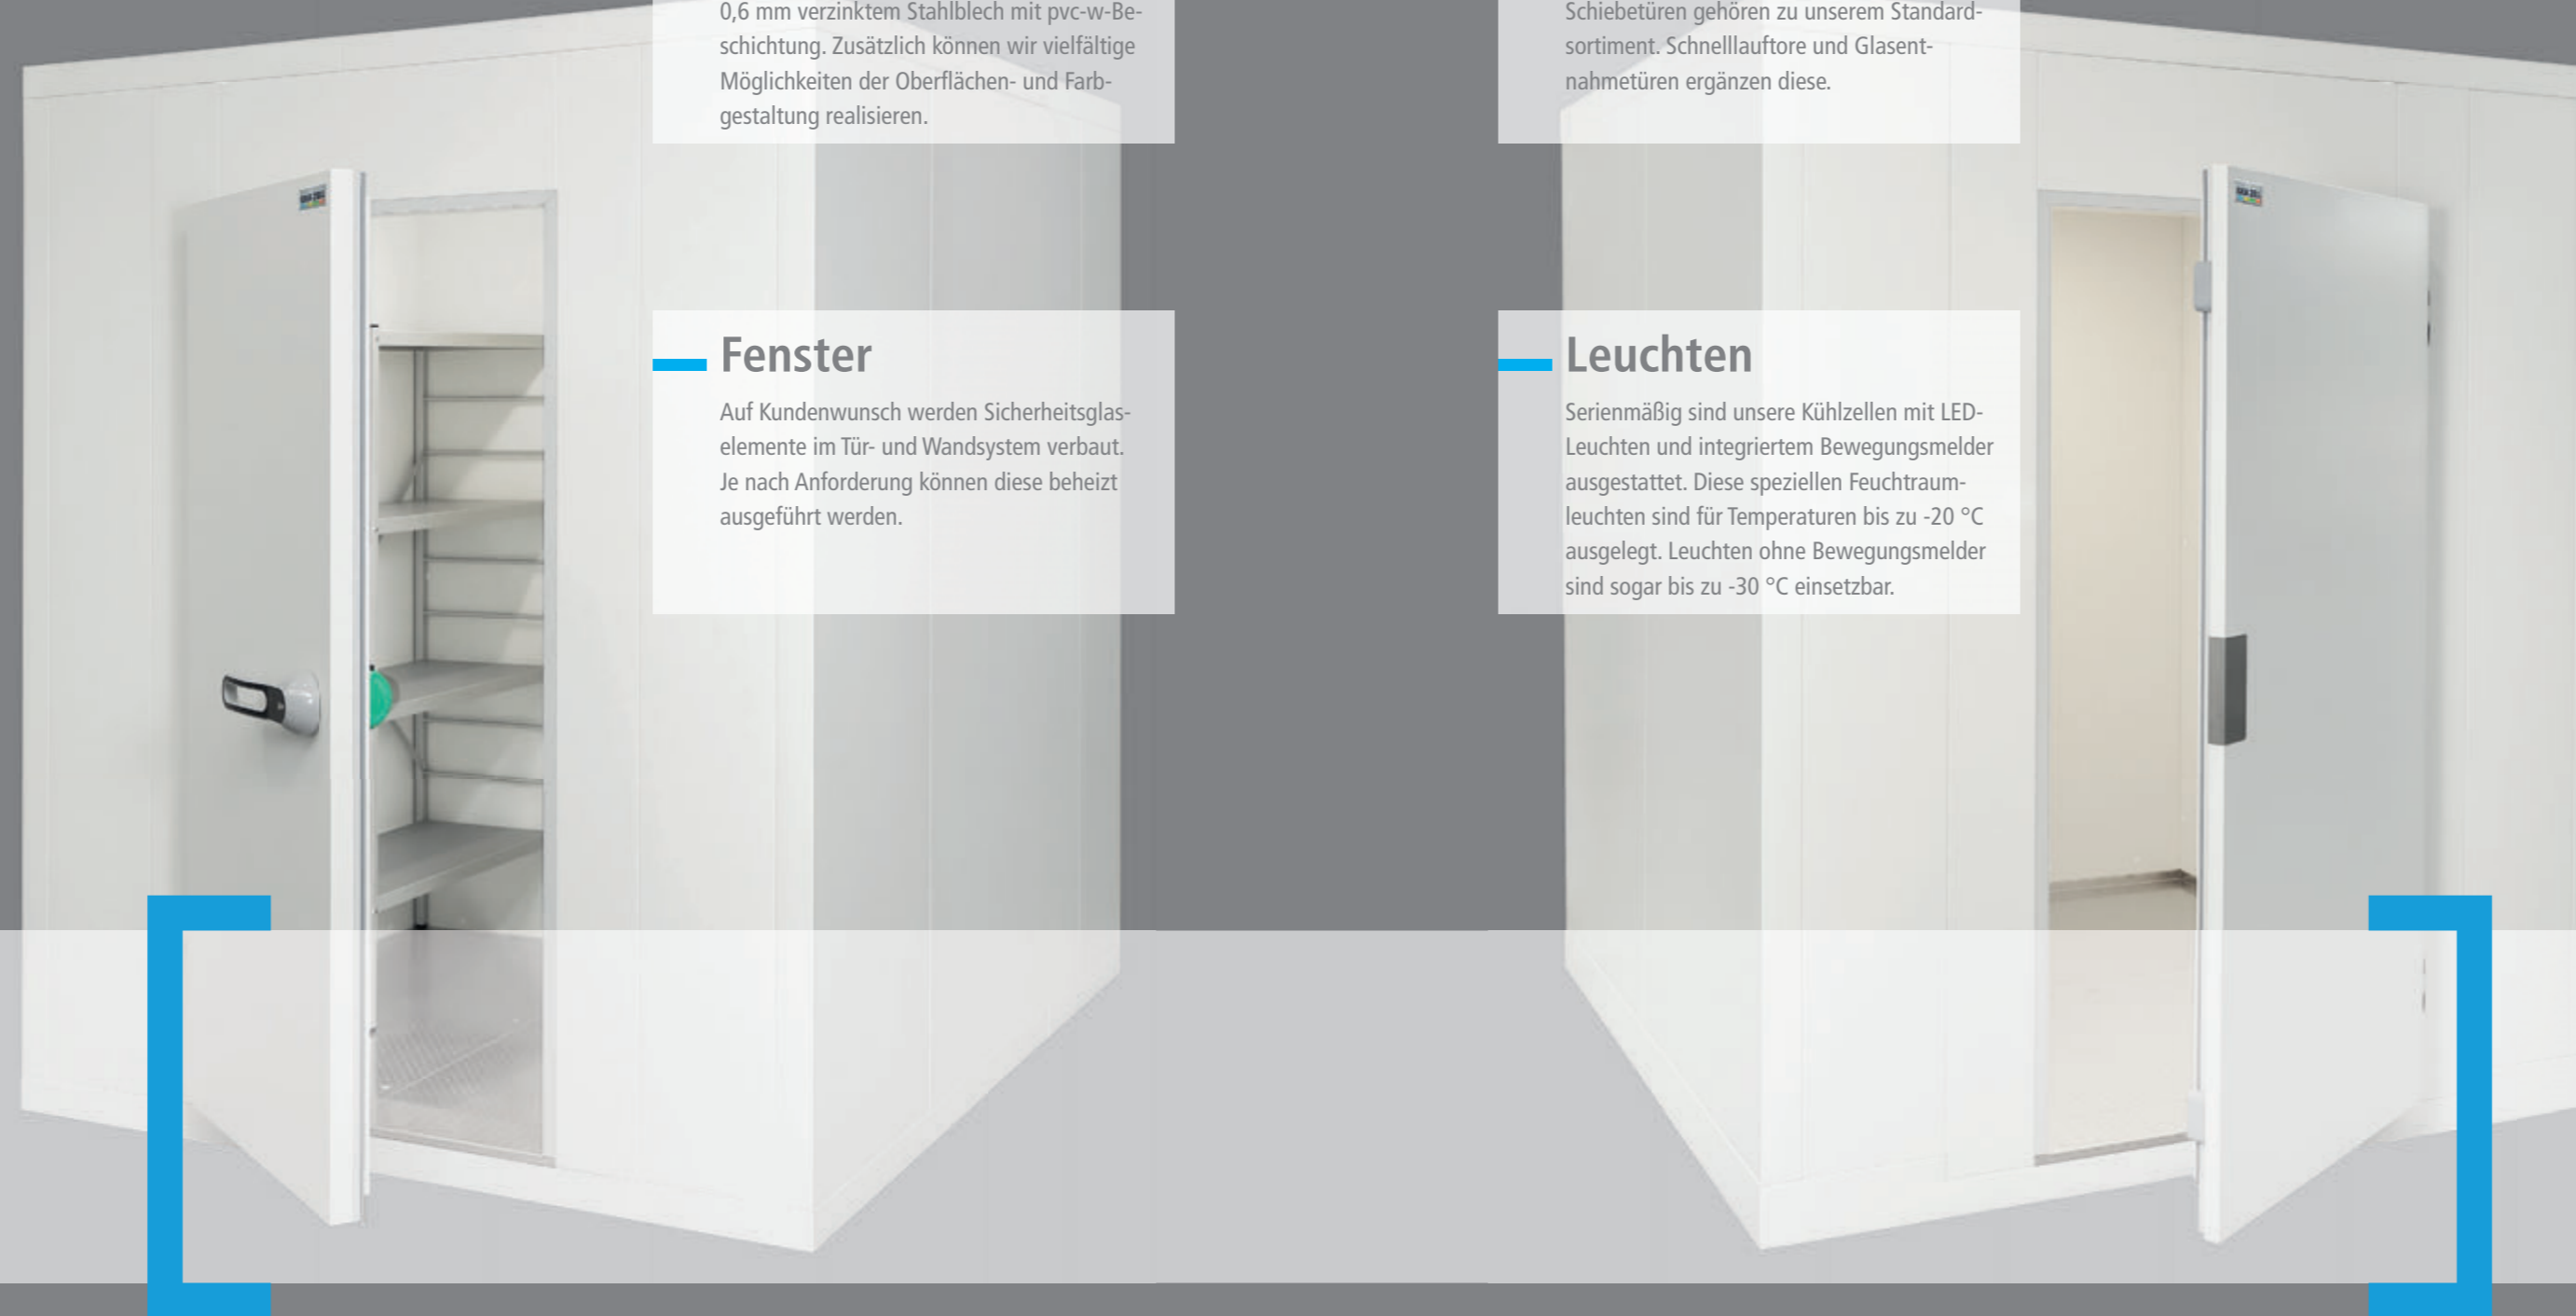 0,6 mm verzinktem Stahlblech mit pvc-w-Be-
schichtung. Zusätzlich können wir vielfältige
Möglichkeiten der Oberflächen- und Farb-
gestaltung realisieren.
Schiebetüren gehören zu unserem Standard-
sortiment. Schnelllauftore und Glasent-
nahmetüren ergänzen diese.
Fenster
Auf Kundenwunsch werden Sicherheitsglas-
elemente im Tür- und Wandsystem verbaut.
Je nach Anforderung können diese beheizt
ausgeführt werden.
Leuchten
Serienmäßig sind unsere Kühlzellen mit LED-
Leuchten und integriertem Bewegungsmelder
ausgestattet. Diese speziellen Feuchtraum-
leuchten sind für Temperaturen bis zu -20 °C
ausgelegt. Leuchten ohne Bewegungsmelder
sind sogar bis zu -30 °C einsetzbar.